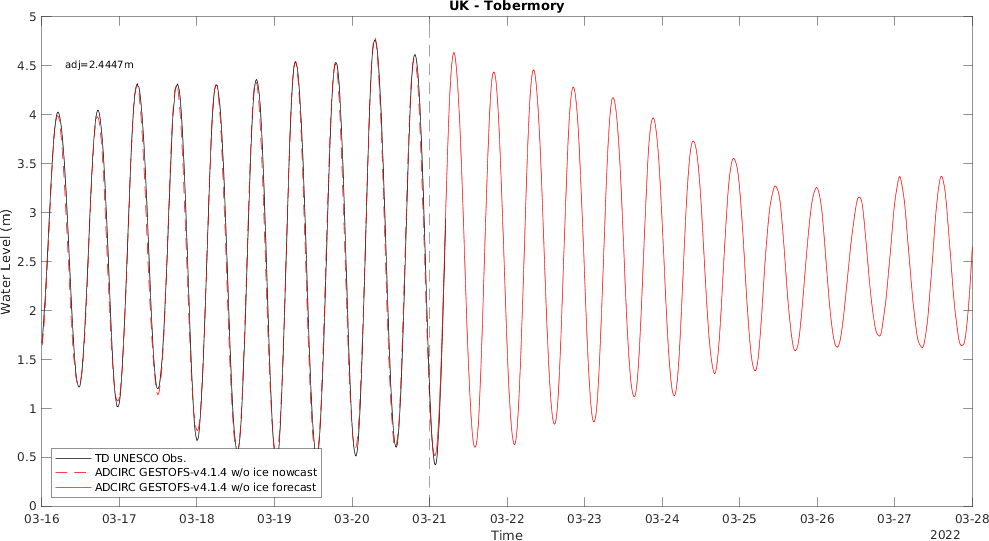 UK - Tobermory
adj=2.4447m
Water Level (m)
5
4.5
4
3.5
3
2.5
2
1.5
1
0.5
0
TD UNESCO Obs.
ADCIRC GESTOFS-v4.1.4 w/o ice nowcast
ADCIRC GESTOFS-v4.1.4 w/o ice forecast
03-16 03-17 03-18 03-19 03-20 03-21 03-22 03-23 03-24 03-25 03-26 03-27 03-28
Time
2022